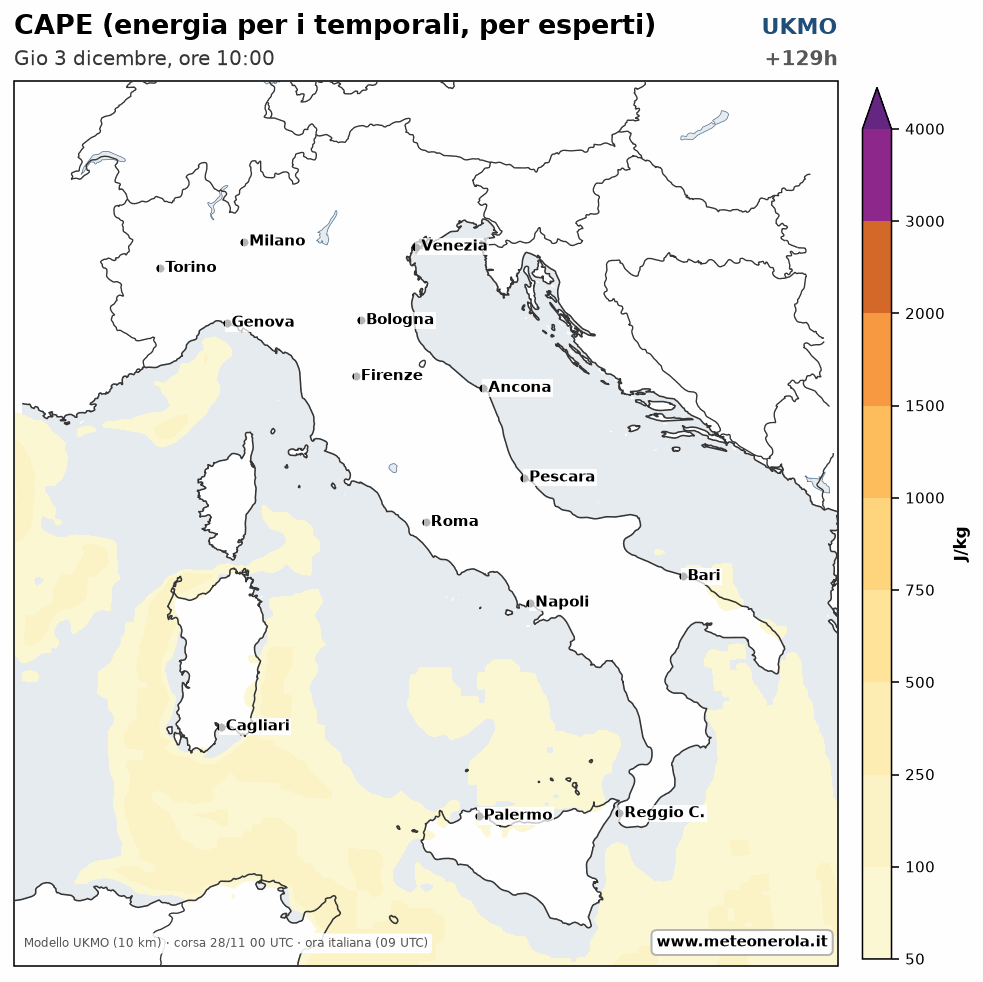 CAPE (energia per i temporali, per esperti)
UKMO
Gio 3 dicembre, ore 10:00
+129h
Milano
Venezia
Torino
Genova
Bologna
Firenze
Ancona
Pescara
Roma
Bari
Napoli
Cagliari
Palermo
Reggio C.
4000
3000
2000
1500
1000
750
500
250
100
50
J/kg
Modello UKMO (10 km) · corsa 28/11 00 UTC · ora italiana (09 UTC)
www.meteonerola.it